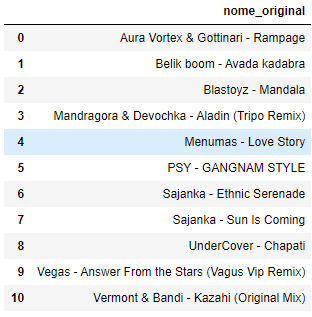 nome_original
0 Aura Vortex & Gottinari - Rampage
1 Belik boom - Avada kadabra
2 Blastoyz - Mandala
3 Mandragora & Devochka - Aladin (Tripo Remix)
4 Menumas - Love Story
5 PSY - GANGNAM STYLE
6 Sajanka - Ethnic Serenade
7 Sajanka - Sun Is Coming
8 UnderCover - Chapati
9 Vegas - Answer From the Stars (Vagus Vip Remix)
10 Vermont & Bandi - Kazahi (Original Mix)